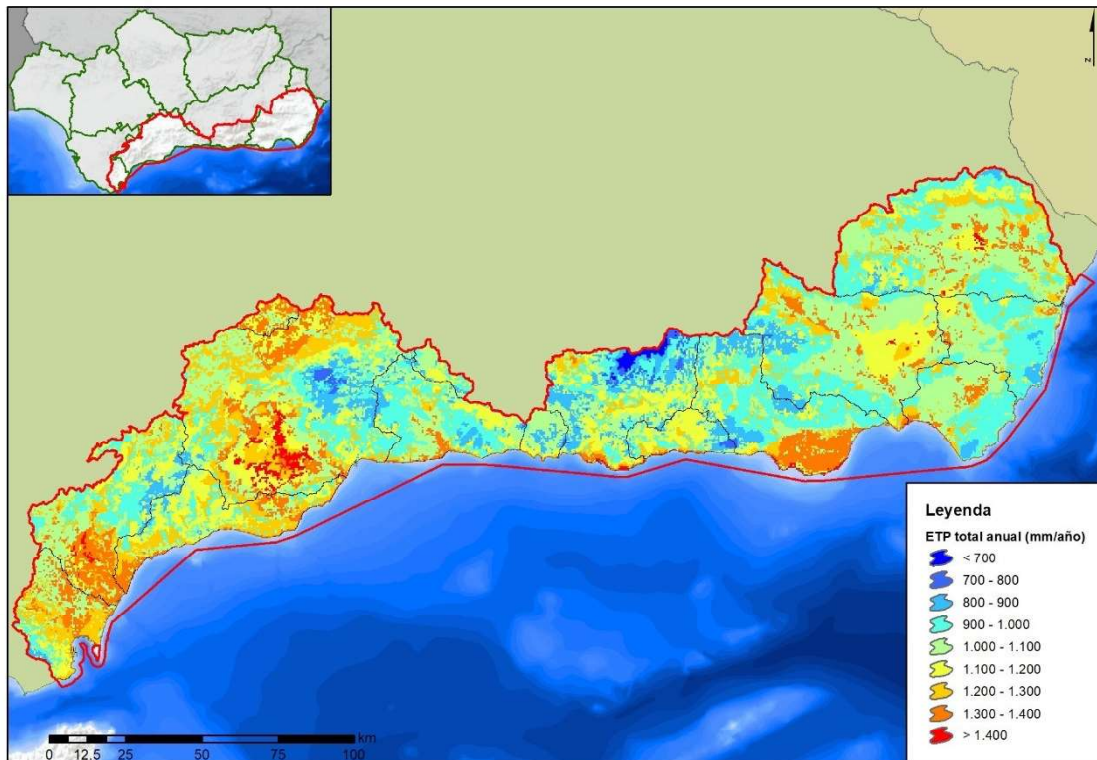 z
Leyenda
ETP total anual (mm/año)
< 700
700 - 800
800 - 900
900 - 1.000
1.000 - 1.100
1.100 - 1.200
1.200 - 1.300
1.300 - 1.400
> 1.400
km
0 12,5 25 50 75 100